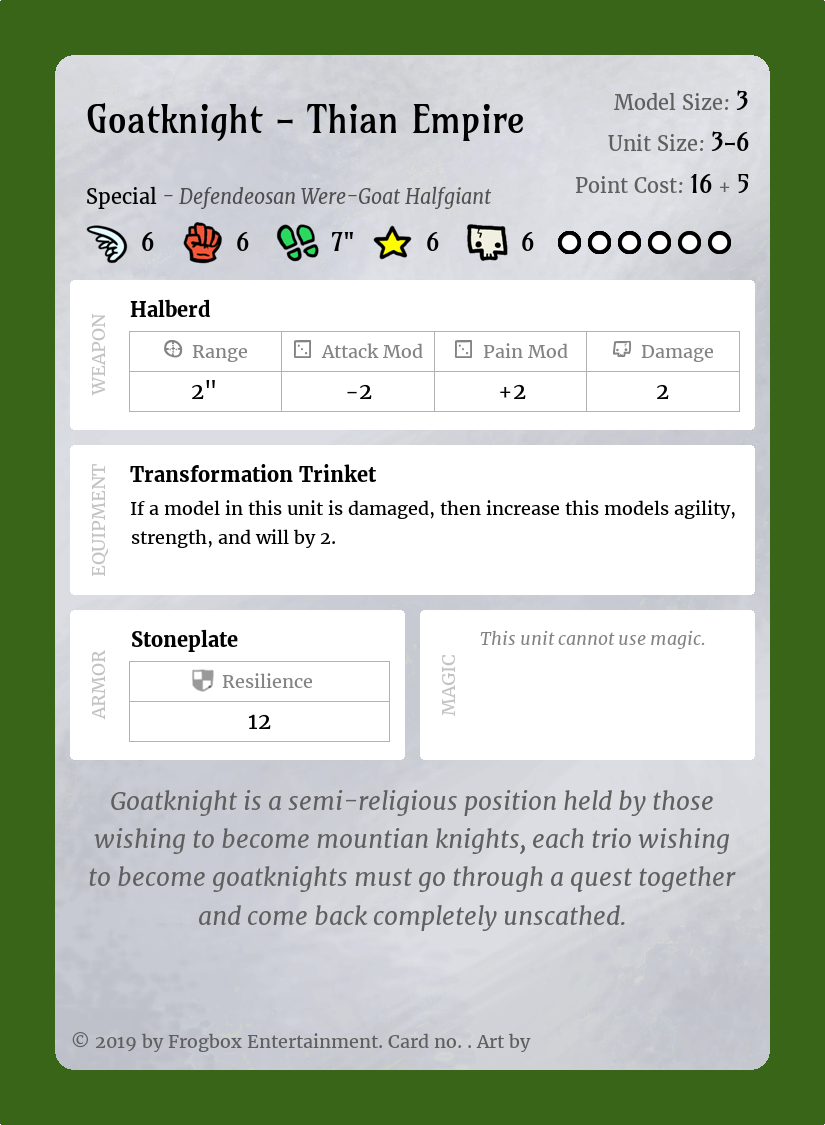 Goatknight – Thian Empire
Model Size: 3
Unit Size: 3–6
Point Cost: 16 + 5
Special – Defendeosan Were–Goat Halfgiant
6 6 7" 6 6
WEAPON
Halberd
Range Attack Mod Pain Mod Damage
2" -2 +2 2
EQUIPMENT
Transformation Trinket
If a model in this unit is damaged, then increase this models agility,
strength, and will by 2.
ARMOR
Stoneplate
Resilience
12
MAGIC
This unit cannot use magic.
Goatknight is a semi–religious position held by those
wishing to become mountian knights, each trio wishing
to become goatknights must go through a quest together
and come back completely unscathed.
© 2019 by Frogbox Entertainment. Card no. . Art by